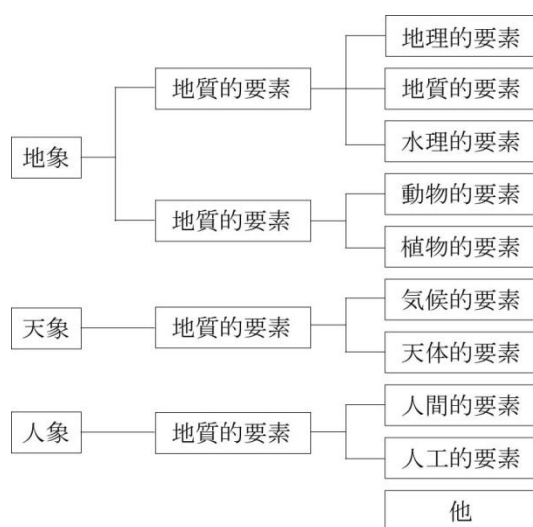 地象
地質的要素
地理的要素
地質的要素
水理的要素
地質的要素
動物的要素
植物的要素
天象
地質的要素
気候的要素
天体的要素
人象
地質的要素
人間的要素
人工的要素
他